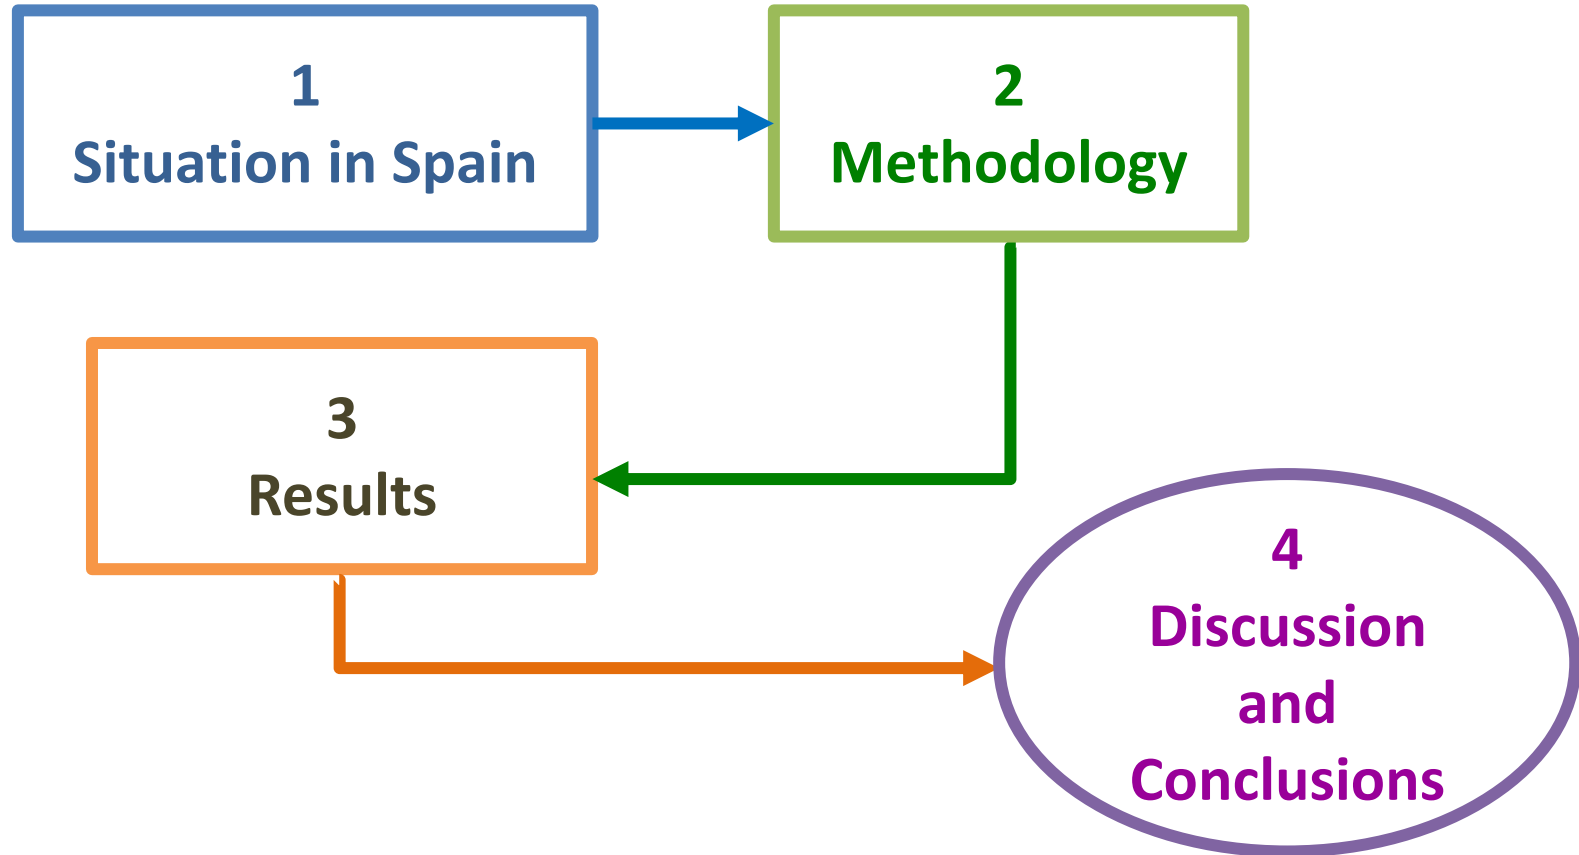 1
Situation in Spain
2
Methodology
3
Results
4
Discussion
and
Conclusions